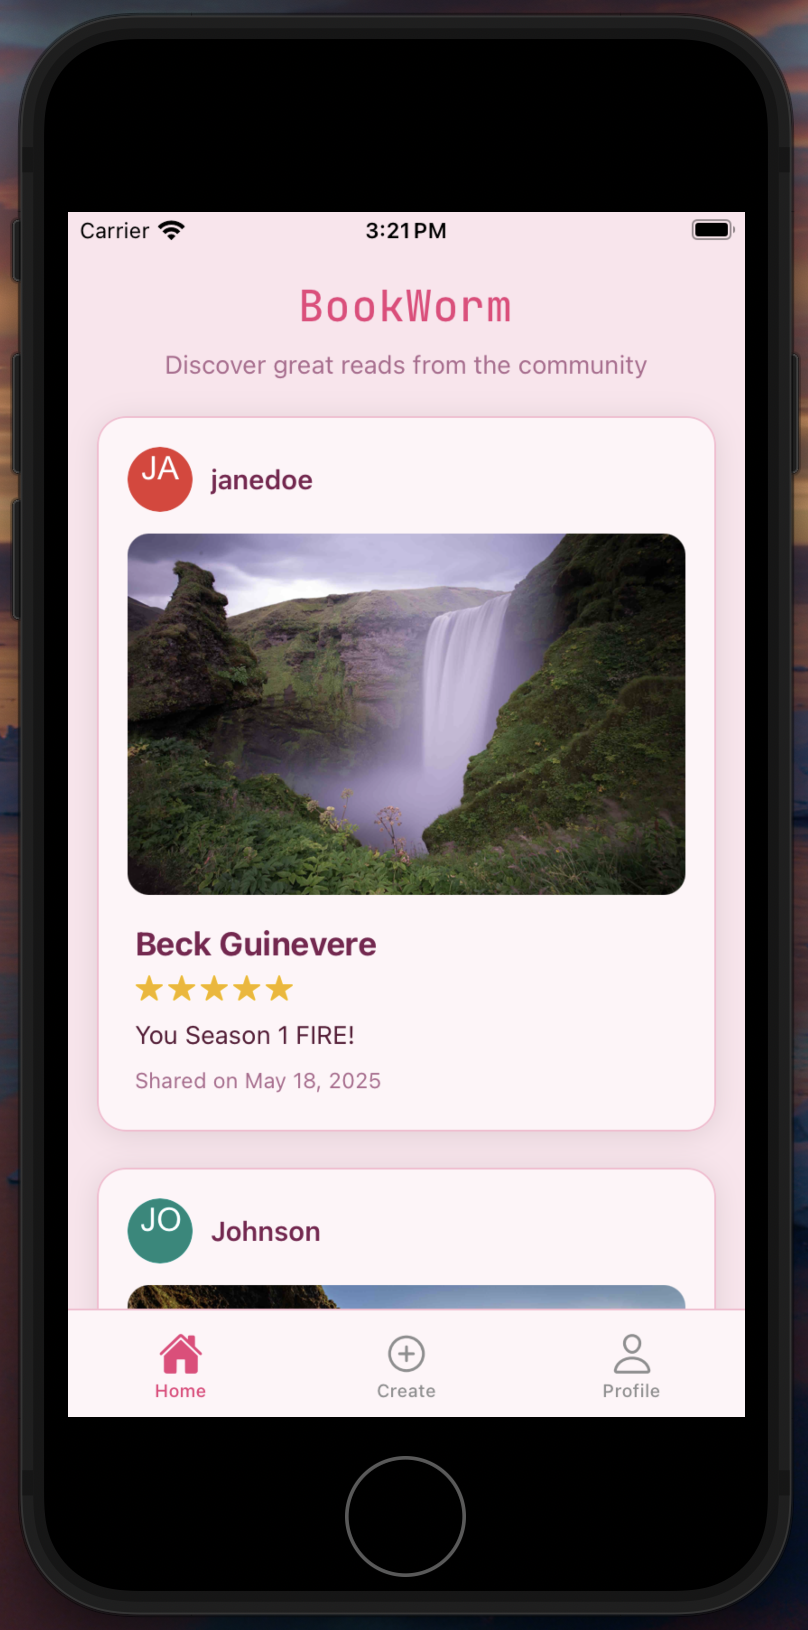 Carrier 3:21 PM
BookWorm
Discover great reads from the community
JA janedoe
Beck Guinevere
You Season 1 FIRE!
Shared on May 18, 2025
JO Johnson
Home Create Profile